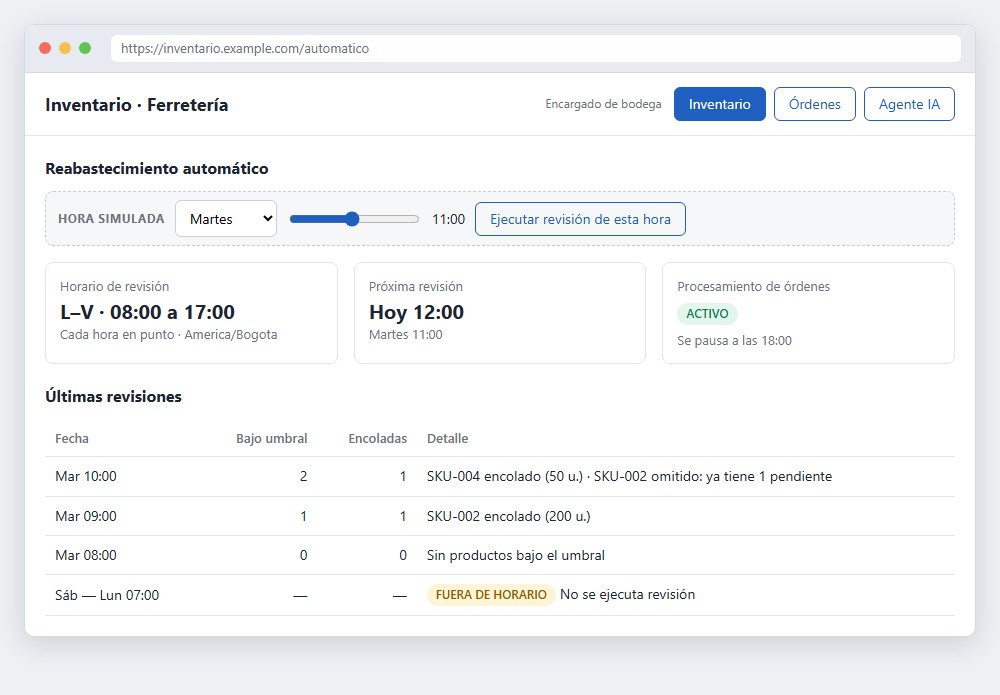 https://inventario.example.com/automatico
Inventario · Ferretería
Encargado de bodega
Inventario
Órdenes
Agente IA
Reabastecimiento automático
HORA SIMULADA
Martes
11:00
Ejecutar revisión de esta hora
Horario de revisión
L–V · 08:00 a 17:00
Cada hora en punto · America/Bogota
Próxima revisión
Hoy 12:00
Martes 11:00
Procesamiento de órdenes
ACTIVO
Se pausa a las 18:00
Últimas revisiones
Fecha Bajo umbral Encoladas Detalle
Mar 10:00 2 1 SKU-004 encolado (50 u.) · SKU-002 omitido: ya tiene 1 pendiente
Mar 09:00 1 1 SKU-002 encolado (200 u.)
Mar 08:00 0 0 Sin productos bajo el umbral
Sáb — Lun 07:00 — — FUERA DE HORARIO No se ejecuta revisión